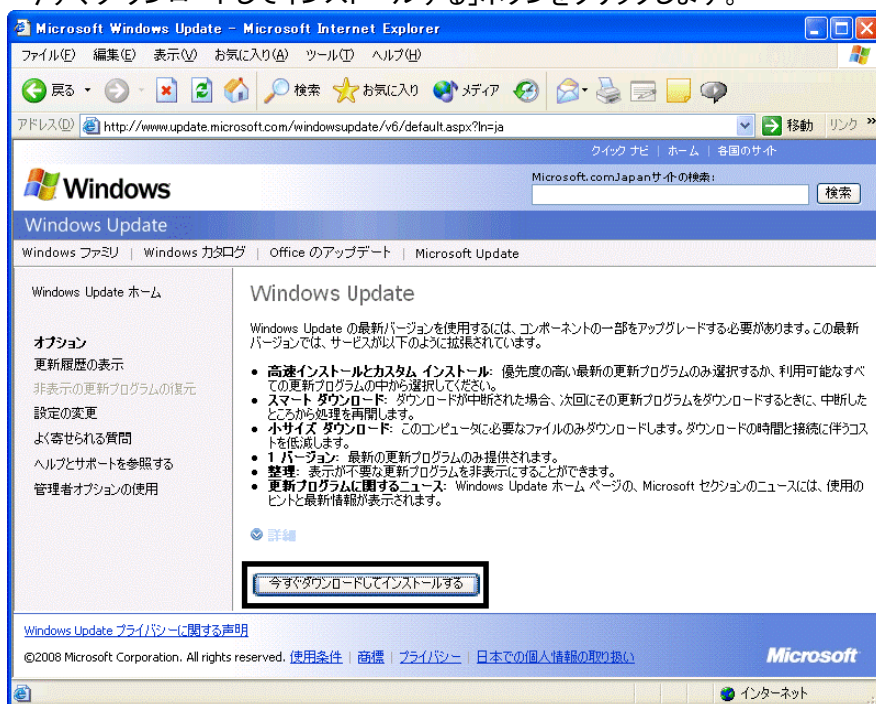 今すぐダウンロードしてインストールする」ボタンをクリックします。
Microsoft Windows Update - Microsoft Internet Explorer
ファイル(F) 編集(E) 表示(V) お気に入り(A) ツール(T) ヘルプ(H)
戻る 検索 お気に入り メディア
アドレス(D) http://www.update.microsoft.com/windowsupdate/v6/default.aspx?ln=ja 移動 リンク »
クイック ナビ | ホーム | 各国のサイト
Windows
Microsoft.comJapanサイトの検索:
検索
Windows Update
Windows ファミリ | Windows カタログ | Office のアップデート | Microsoft Update
Windows Update ホーム
オプション
更新履歴の表示
非表示の更新プログラムの復元
設定の変更
よく寄せられる質問
ヘルプとサポートを参照する
管理者オプションの使用
Windows Update
Windows Update の最新バージョンを使用するには、コンポーネントの一部をアップグレードする必要があります。この最新
バージョンでは、サービスが以下のように拡張されています。
• 高速インストールとカスタム インストール: 優先度の高い最新の更新プログラムのみ選択するか、利用可能なすべ
ての更新プログラムの中から選択してください。
• スマート ダウンロード: ダウンロードが中断された場合、次回にその更新プログラムをダウンロードするときに、中断した
ところから処理を再開します。
• 小サイズ ダウンロード: このコンピュータに必要なファイルのみダウンロードします。ダウンロードの時間と接続に伴うコス
トを低減します。
• 1 バージョン: 最新の更新プログラムのみ提供されます。
• 整理: 表示が不要な更新プログラムを非表示にすることができます。
• 更新プログラムに関するニュース: Windows Update ホーム ページの、Microsoft セクションのニュースには、使用の
ヒントと最新情報が表示されます。
詳細
今すぐダウンロードしてインストールする
Windows Update プライバシーに関する声明
©2008 Microsoft Corporation. All rights reserved. 使用条件 | 商標 | プライバシー | 日本での個人情報の取り扱い
Microsoft
インターネット